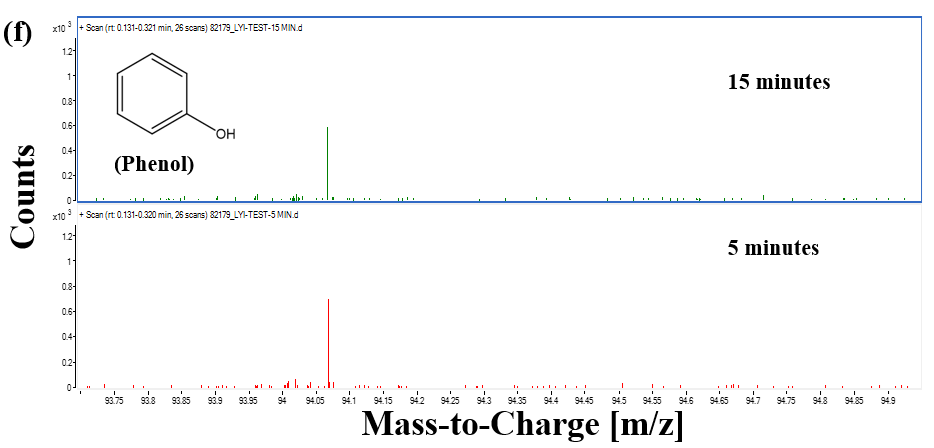 (f)
x10 3
+ Scan (rt: 0.131-0.321 min, 26 scans) 82179_LYI-TEST-15 MIN.d
1.2
1
0.8
0.6
0.4
0.2
0
OH
(Phenol)
15 minutes
x10 3
+ Scan (rt: 0.131-0.320 min, 26 scans) 82179_LYI-TEST-5 MIN.d
1.2
1
0.8
0.6
0.4
0.2
0
5 minutes
Counts
93.75 93.8 93.85 93.9 93.95 94 94.05 94.1 94.15 94.2 94.25 94.3 94.35 94.4 94.45 94.5 94.55 94.6 94.65 94.7 94.75 94.8 94.85 94.9
Mass-to-Charge [m/z]